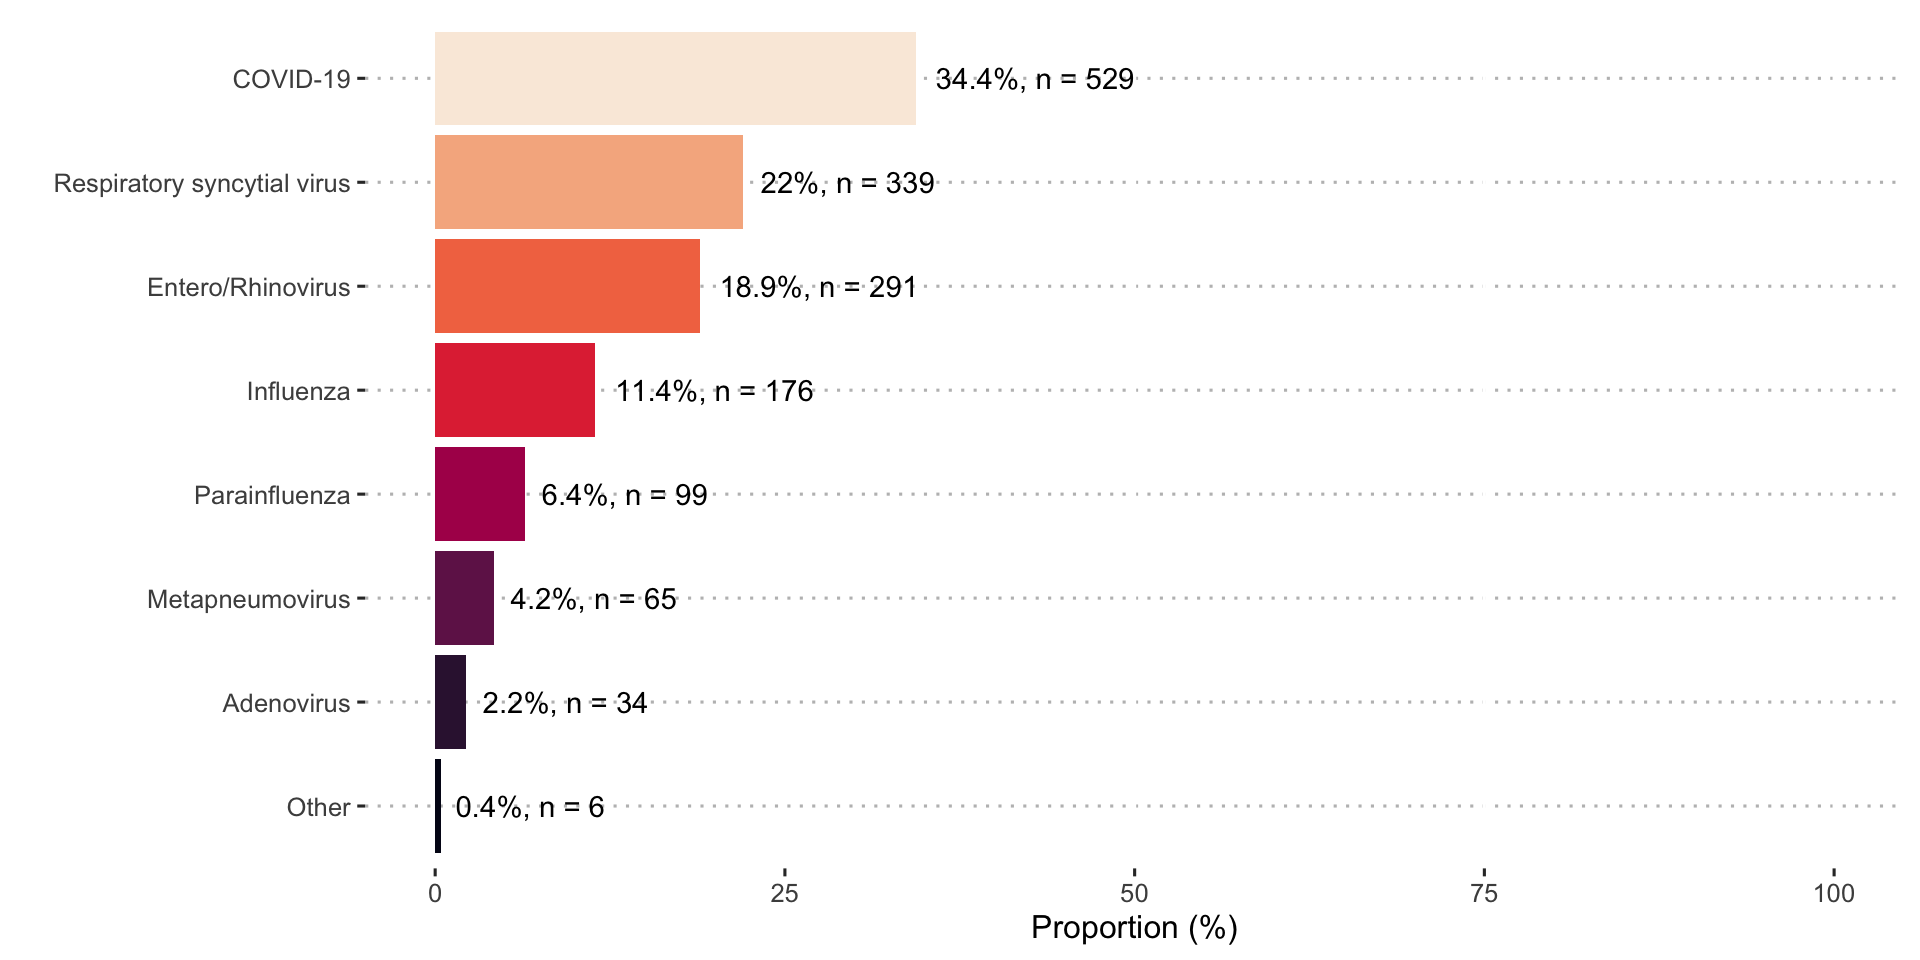 COVID-19 34.4%, n = 529
Respiratory syncytial virus 22%, n = 339
Entero/Rhinovirus 18.9%, n = 291
Influenza 11.4%, n = 176
Parainfluenza 6.4%, n = 99
Metapneumovirus 4.2%, n = 65
Adenovirus 2.2%, n = 34
Other 0.4%, n = 6
0 25 50 75 100
Proportion (%)